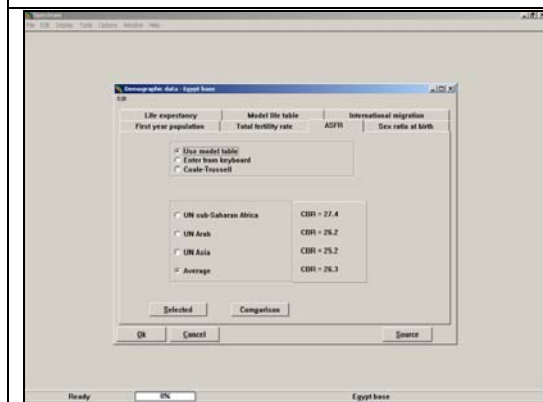 Spectrum
File Edit Display Tools Options Window Help
Demographic data - Egypt base
Edit
Life expectancy Model life table International migration
First year population Total fertility rate ASFR Sex ratio at birth
Use model table
Enter from keyboard
Coale-Trussell
UN sub-Saharan Africa CBR = 27.4
UN Arab CBR = 26.2
UN Asia CBR = 25.2
Average CBR = 26.3
Selected Comparison
Ok Cancel Source
Ready 0% Egypt base